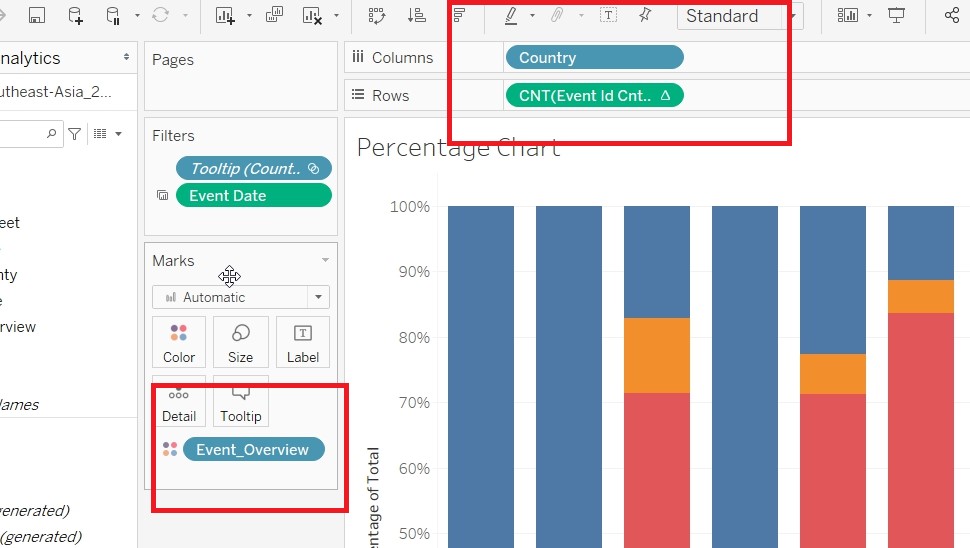 Standard
nalytics
utheast-Asia_2...
eet
nty
e
rview
ames
enerated)
(generated)
Pages
Filters
Tooltip (Count..
Event Date
Marks
Automatic
Color
Size
Label
Detail
Tooltip
Event_Overview
Columns
Country
Rows
CNT(Event Id Cnt..
Percentage Chart
100%
90%
80%
70%
60%
50%
entage of Total